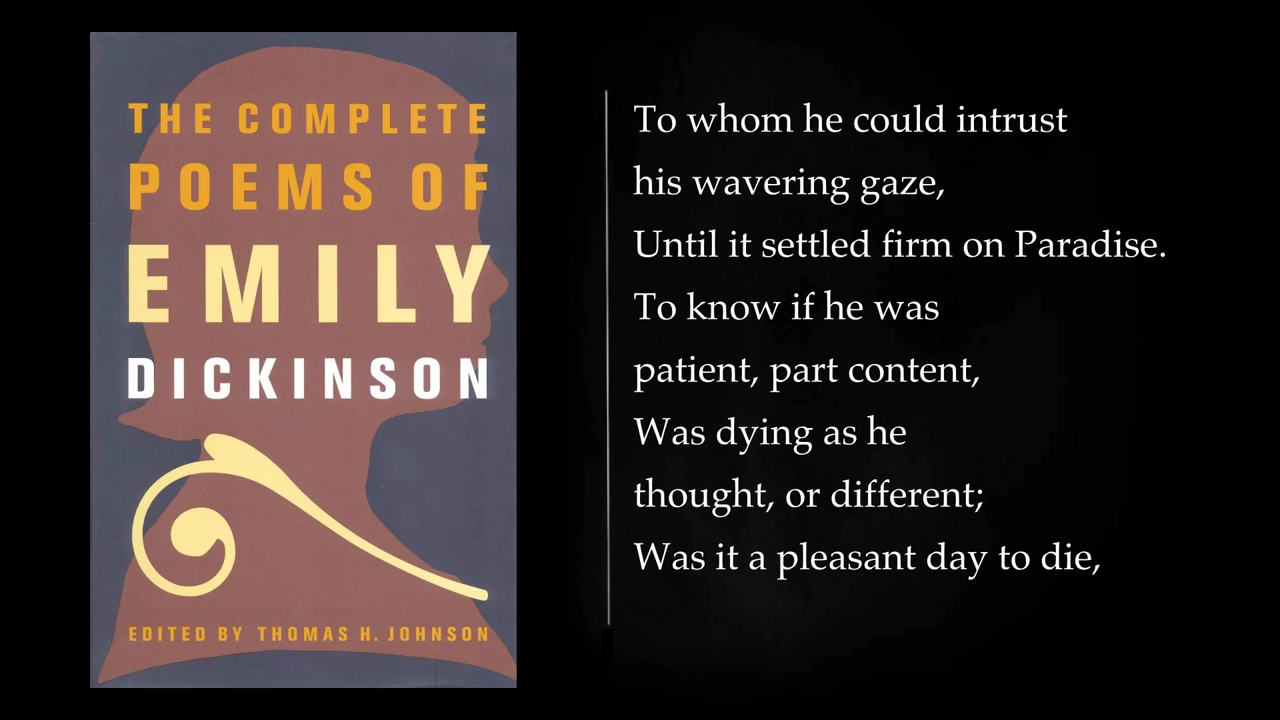 THE COMPLETE
POEMS OF
EMILY
DICKINSON
EDITED BY THOMAS H. JOHNSON
To whom he could intrust
his wavering gaze,
Until it settled firm on Paradise.
To know if he was
patient, part content,
Was dying as he
thought, or different;
Was it a pleasant day to die,